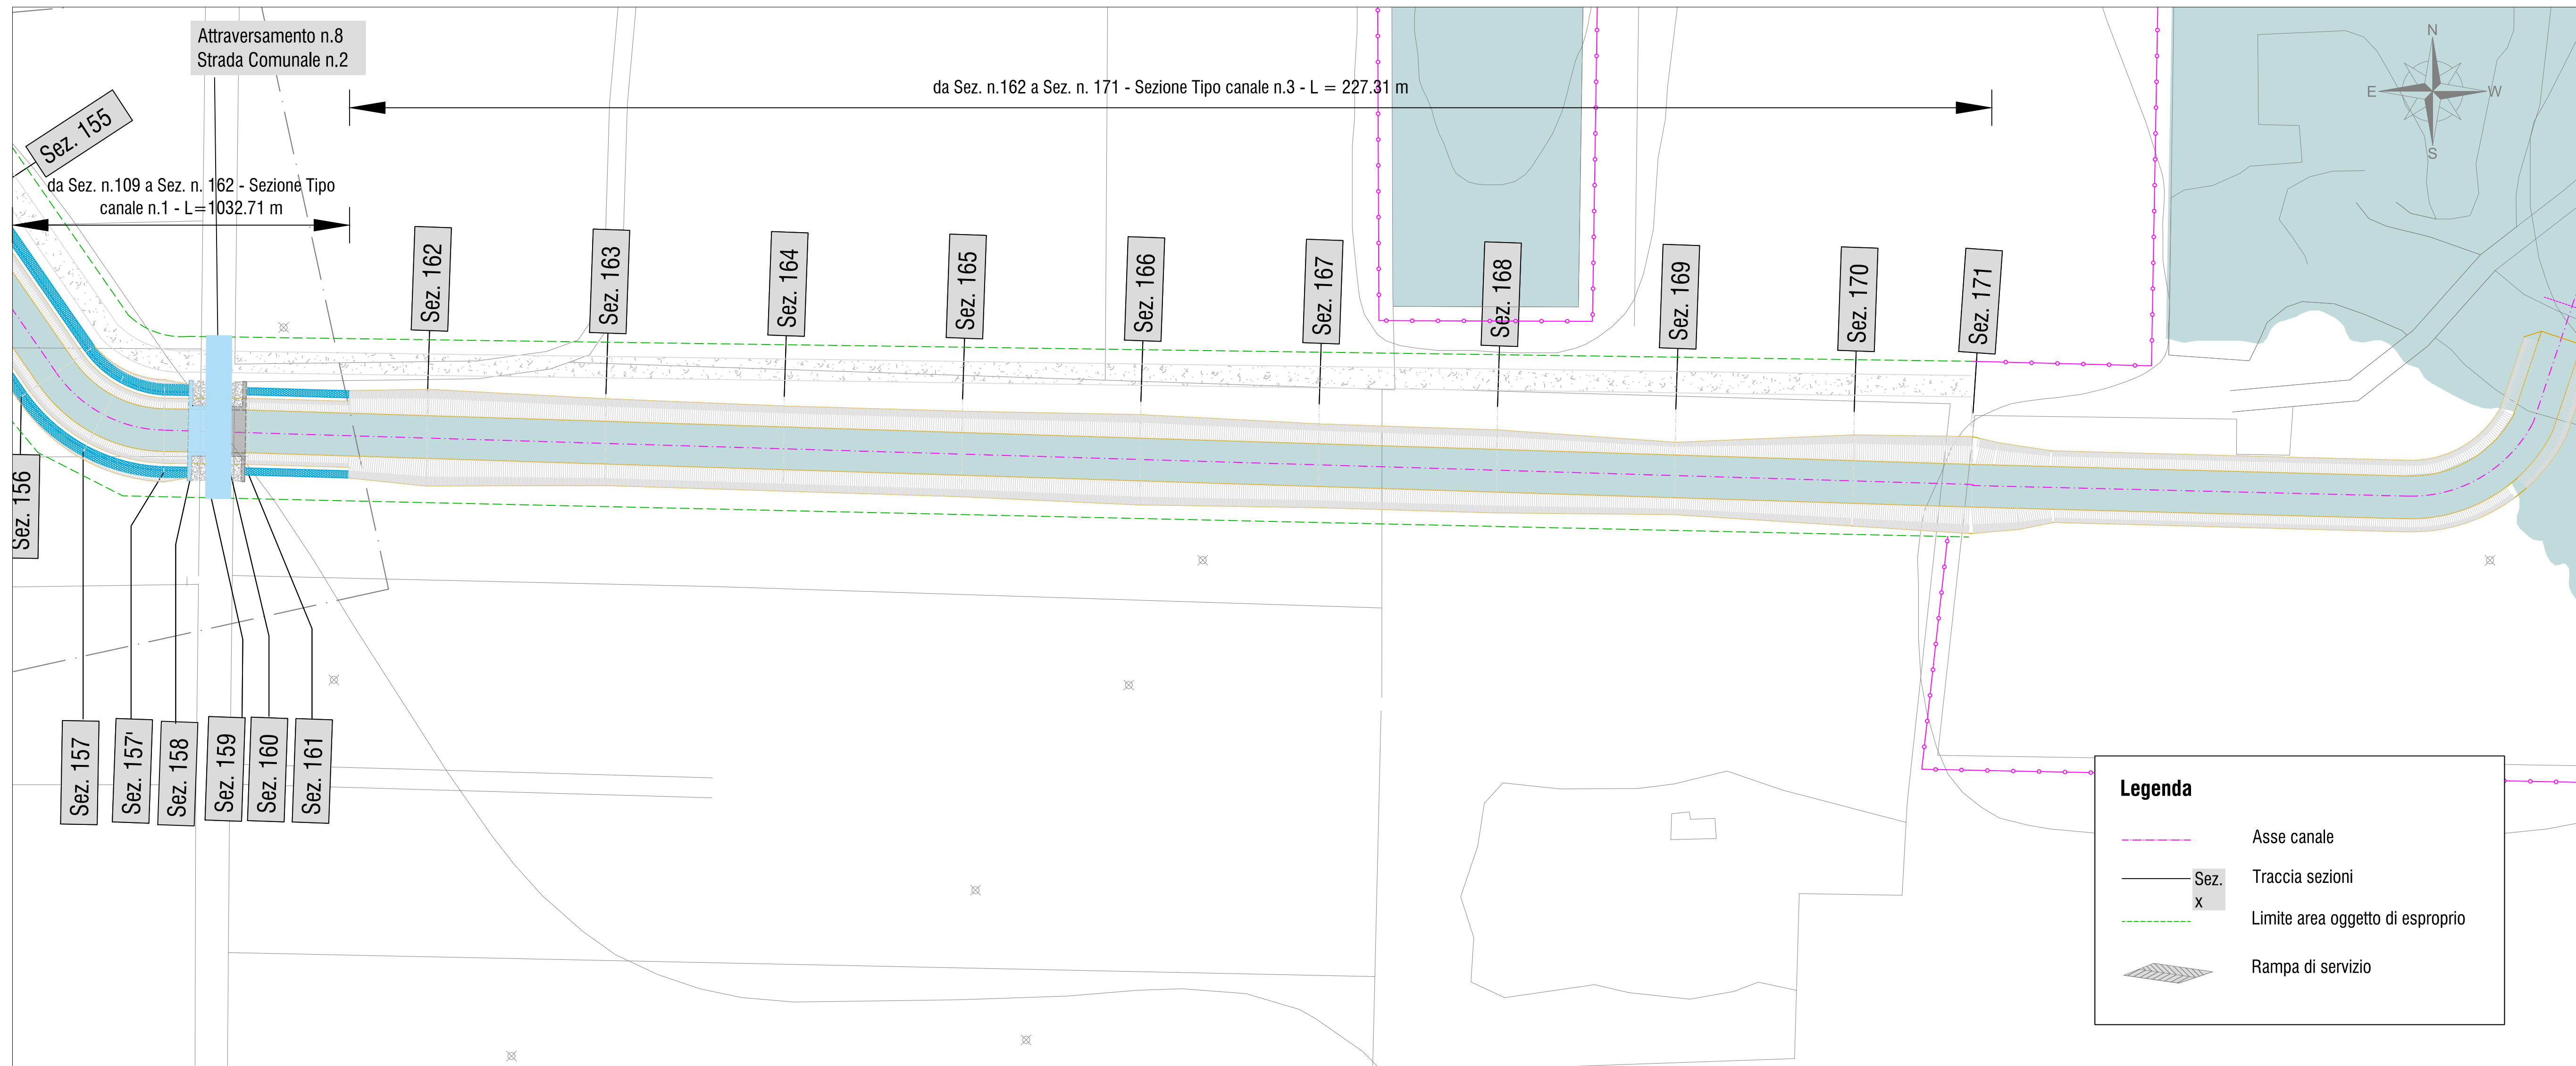 Attraversamento n.8
Strada Comunale n.2
da Sez. n.162 a Sez. n. 171 - Sezione Tipo canale n.3 - L = 227.31 m
N
E
W
S
Sez. 155
da Sez. n.109 a Sez. n. 162 - Sezione Tipo
canale n.1 - L=1032.71 m
Sez. 162
Sez. 163
Sez. 164
Sez. 165
Sez. 166
Sez. 167
Sez. 168
Sez. 169
Sez. 170
Sez. 171
Sez. 156
Sez. 157
Sez. 157'
Sez. 158
Sez. 159
Sez. 160
Sez. 161
Legenda
Asse canale
Sez.
x
Traccia sezioni
Limite area oggetto di esproprio
Rampa di servizio